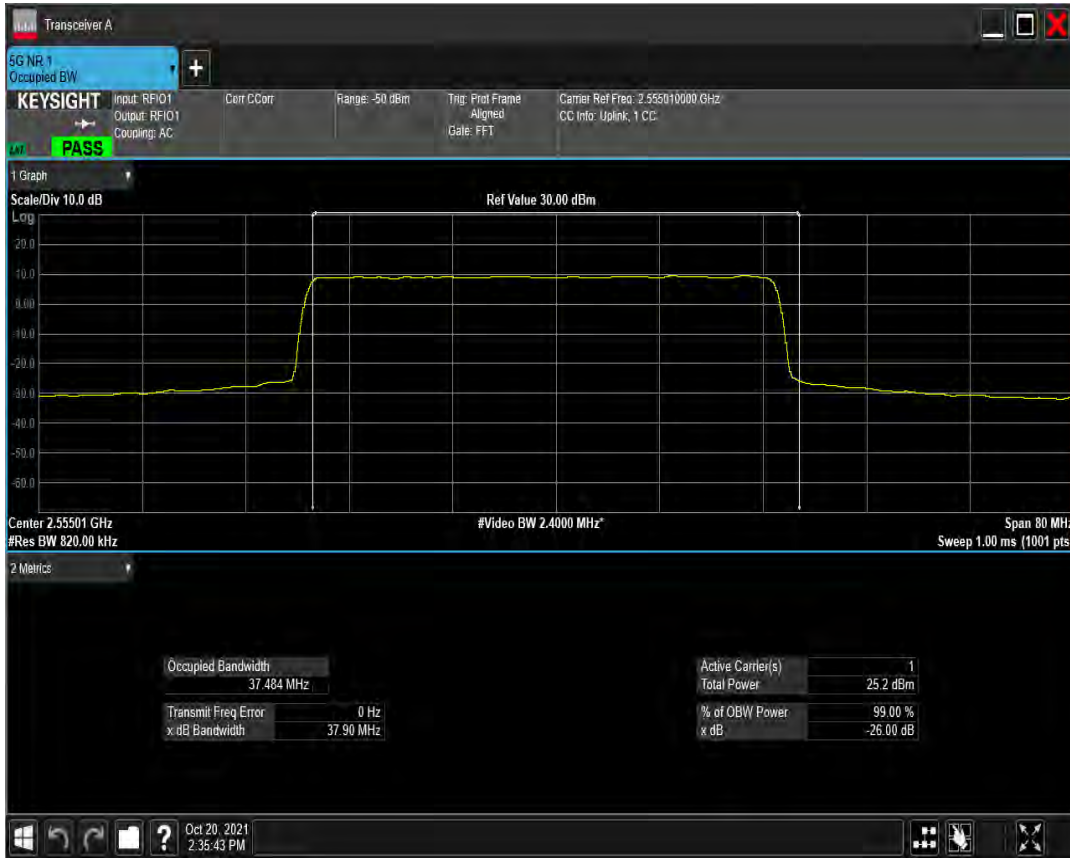 Transceiver A
5G NR 1
Occupied BW
+
KEYSIGHT Input: RFIO1 Corr CCorr Range: -50 dBm Trig: Prot Frame Carrier Ref Freq: 2.555010000 GHz
Output: RFIO1 Aligned CC Info: Uplink, 1 CC
Coupling: AC Gate: FFT
PASS
1 Graph
Scale/Div 10.0 dB Ref Value 30.00 dBm
Log
20.0
10.0
0.00
-10.0
-20.0
-30.0
-40.0
-50.0
-60.0
Center 2.55501 GHz #Video BW 2.4000 MHz* Span 80 MHz
#Res BW 820.00 kHz Sweep 1.00 ms (1001 pts
2 Metrics
Occupied Bandwidth Active Carrier(s) 1
37.484 MHz Total Power 25.2 dBm
Transmit Freq Error 0 Hz % of OBW Power 99.00 %
x dB Bandwidth 37.90 MHz x dB -26.00 dB
? Oct 20, 2021
2:35:43 PM